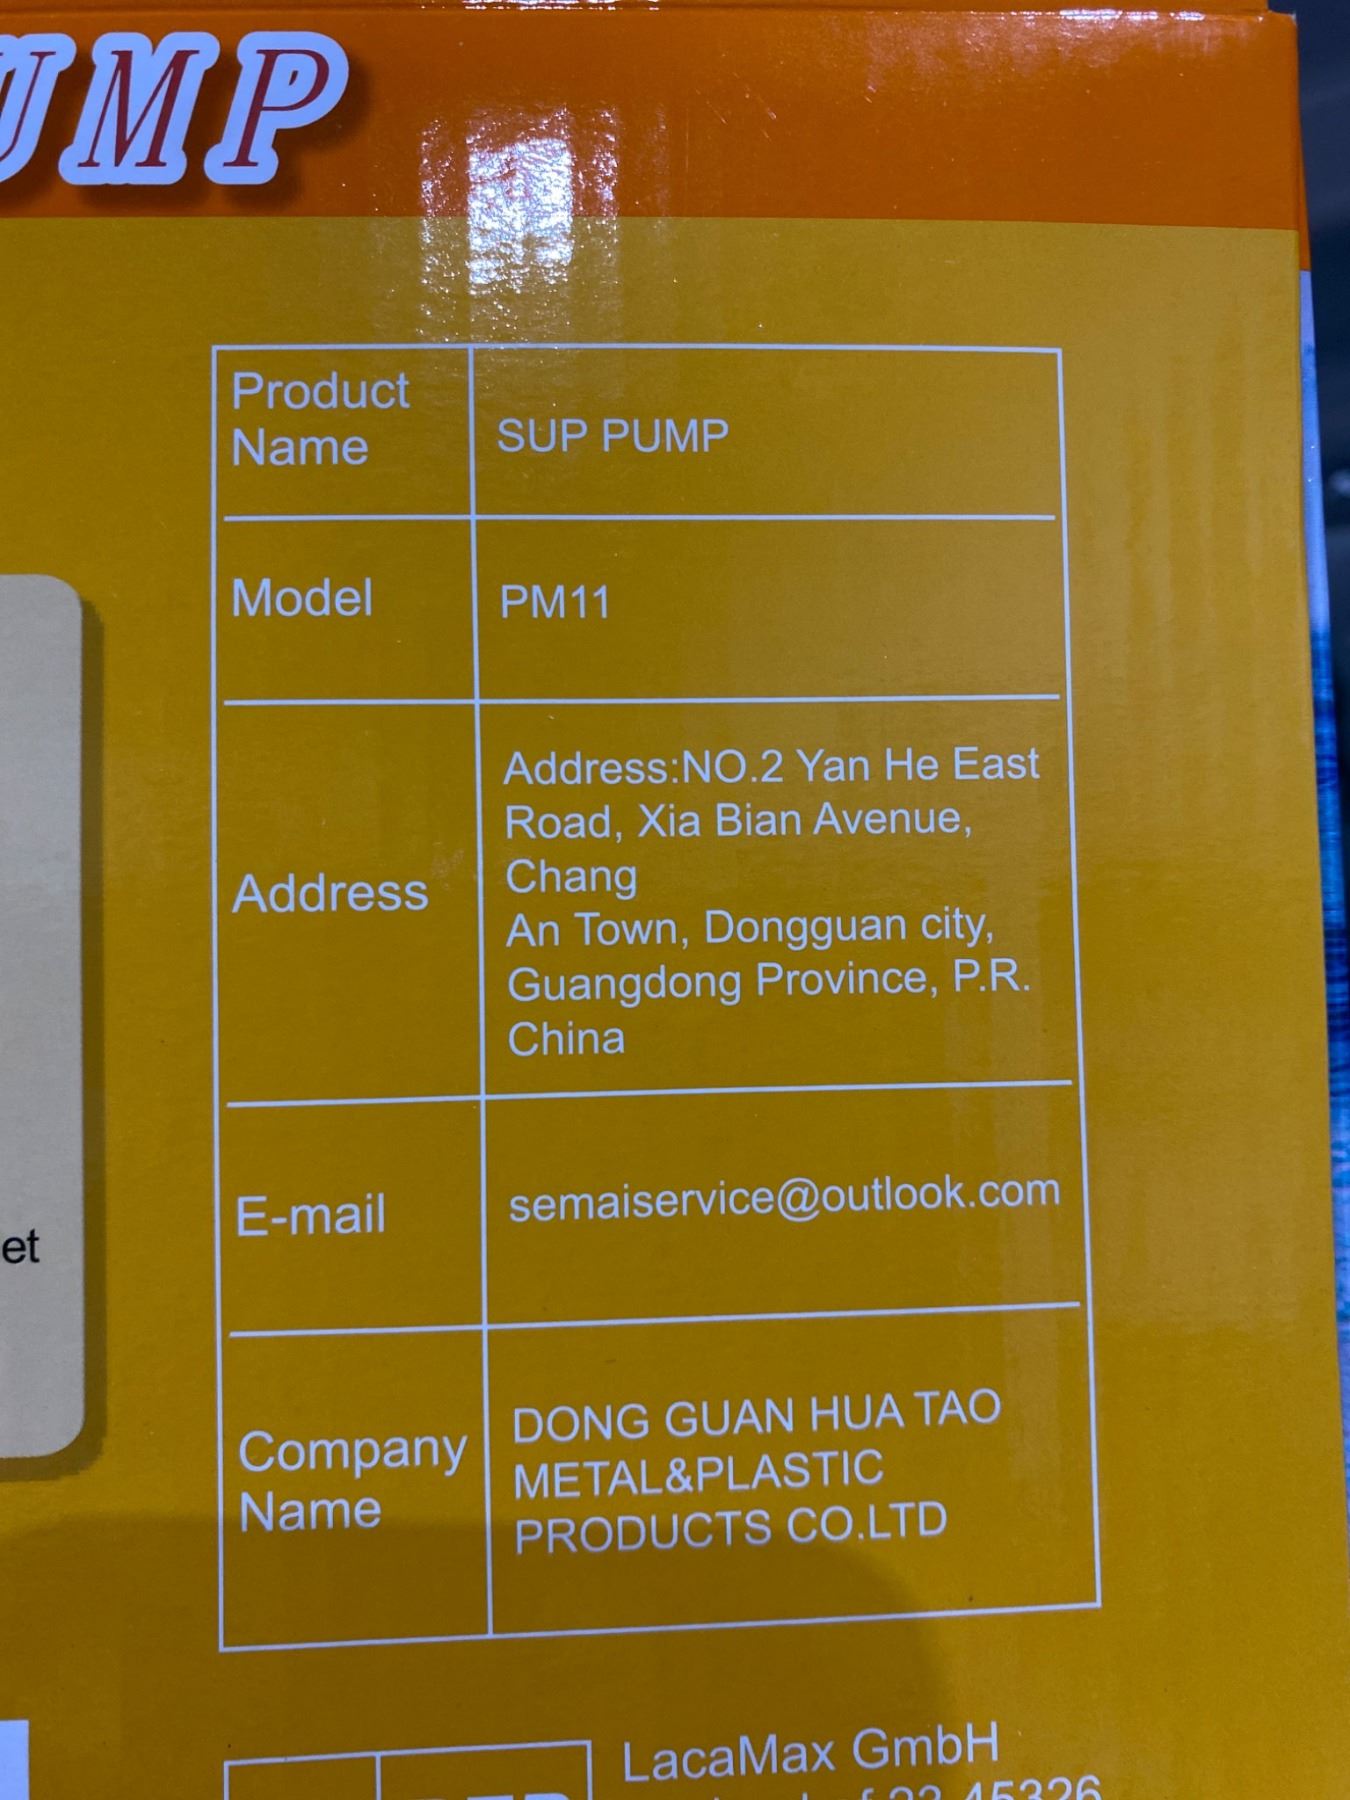 UMP
Product
Name
SUP PUMP
Model
PM11
Address
Address:NO.2 Yan He East
Road, Xia Bian Avenue,
Chang
An Town, Dongguan city,
Guangdong Province, P.R.
China
E-mail
semaiservice@outlook.com
Company
Name
DONG GUAN HUA TAO
METAL&PLASTIC
PRODUCTS CO.LTD
et
LacaMax GmbH
45326